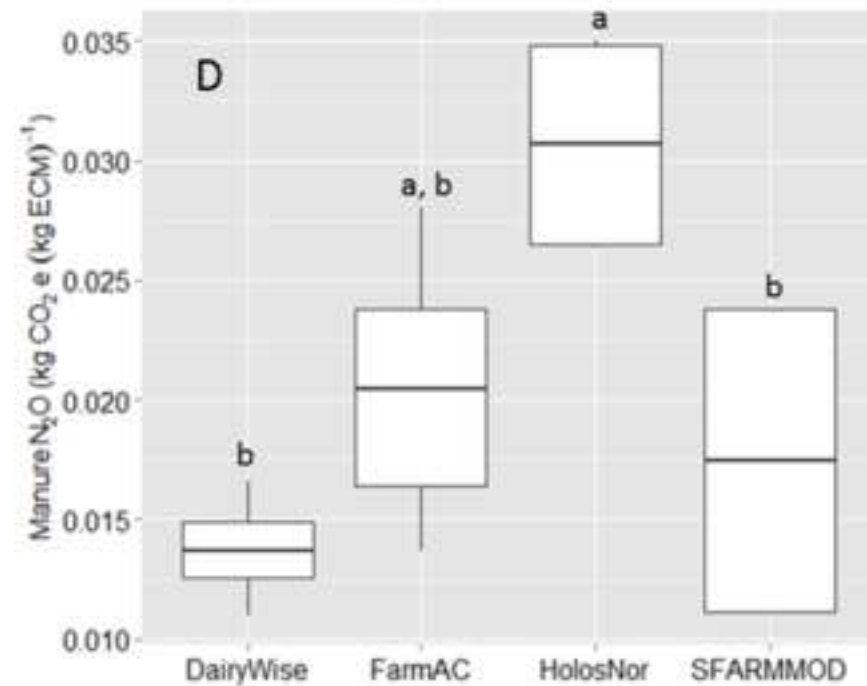 D
a
a, b
b
b
0.035
0.030
0.025
0.020
0.015
0.010
Manure N₂O (kg CO₂ e (kg ECM)⁻¹
DairyWise FarmAC HolosNor SFARMMOD